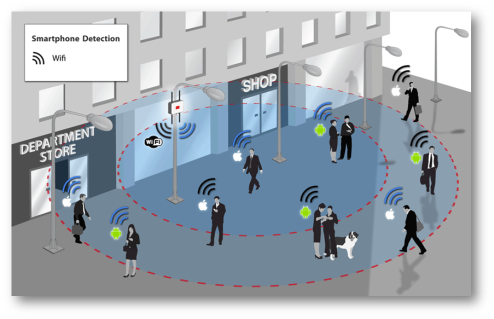 Smartphone Detection
Wifi
SHOP
WiFi
DEPARTMENT
STORE